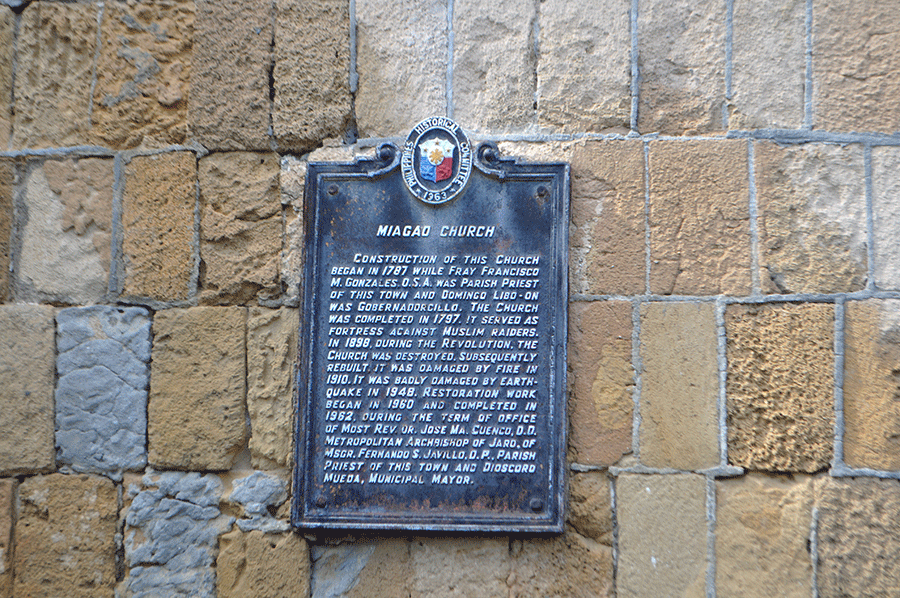 PHILIPPINES HISTORICAL COMMITTEE
1963
MIAGAO CHURCH
CONSTRUCTION OF THIS CHURCH
BEGAN IN 1787 WHILE FRAY FRANCISCO
M. GONZALES, O.S.A. WAS PARISH PRIEST
OF THIS TOWN AND DOMINGO LIBO-ON
WAS GOBERNADORCILLO. THE CHURCH
WAS COMPLETED IN 1797. IT SERVED AS
FORTRESS AGAINST MUSLIM RAIDERS.
IN 1898, DURING THE REVOLUTION, THE
CHURCH WAS DESTROYED. SUBSEQUENTLY
REBUILT, IT WAS DAMAGED BY FIRE IN
1910. IT WAS BADLY DAMAGED BY EARTH-
QUAKE IN 1948. RESTORATION WORK
BEGAN IN 1960 AND COMPLETED IN
1962, DURING THE TERM OF OFFICE
OF MOST REV. DR. JOSE MA. CUENCO, D.D.
METROPOLITAN ARCHBISHOP OF JARO, OF
MSGR. FERNANDO S. JAVILLO, D.P., PARISH
PRIEST OF THIS TOWN AND DIOSCORO
MUEDA, MUNICIPAL MAYOR.